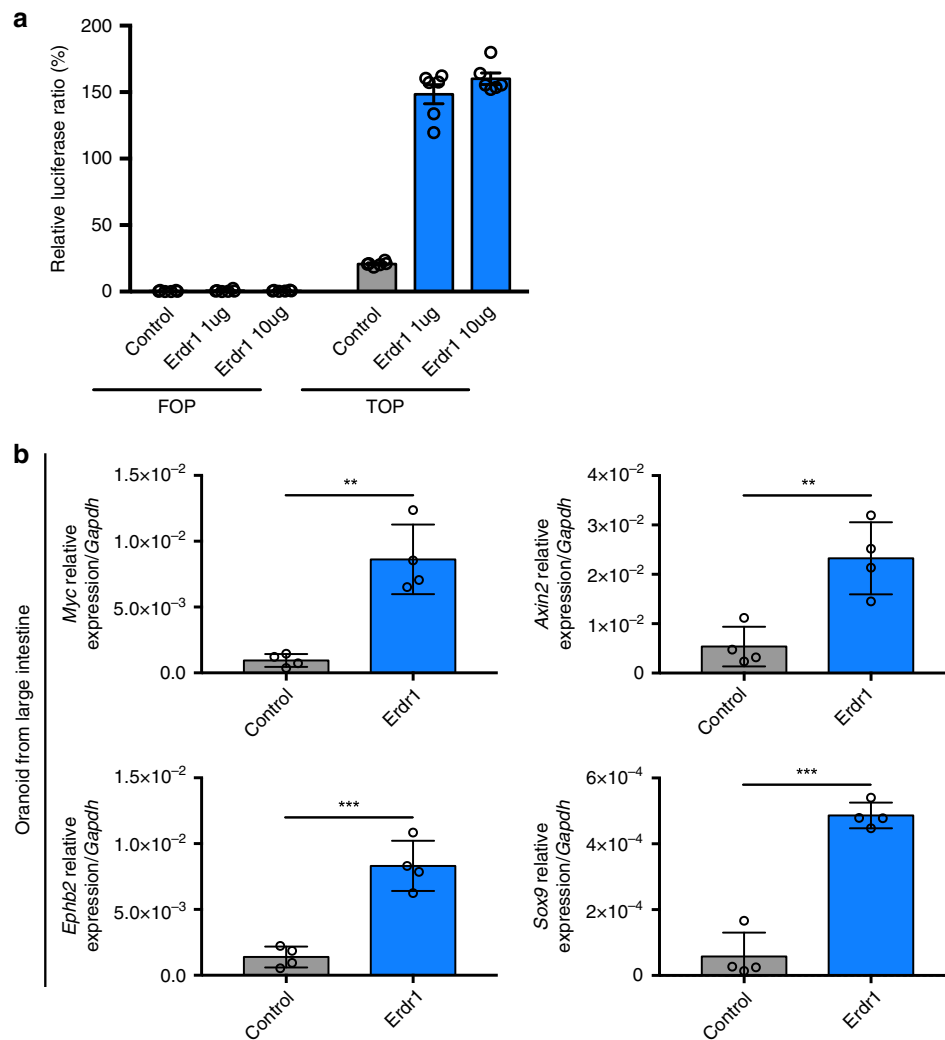 a
Relative luciferase ratio (%)
200
150
100
50
0
Control
Erdr1 1ug
Erdr1 10ug
Control
Erdr1 1ug
Erdr1 10ug
FOP
TOP
b
Oranoid from large intestine
Myc relative
expression/Gapdh
1.5×10⁻²
1.0×10⁻²
5.0×10⁻³
0.0
**
Control
Erdr1
Axin2 relative
expression/Gapdh
4×10⁻²
3×10⁻²
2×10⁻²
1×10⁻²
0
**
Control
Erdr1
Ephb2 relative
expression/Gapdh
1.5×10⁻²
1.0×10⁻²
5.0×10⁻³
0.0
***
Control
Erdr1
Sox9 relative
expression/Gapdh
6×10⁻⁴
4×10⁻⁴
2×10⁻⁴
0
***
Control
Erdr1